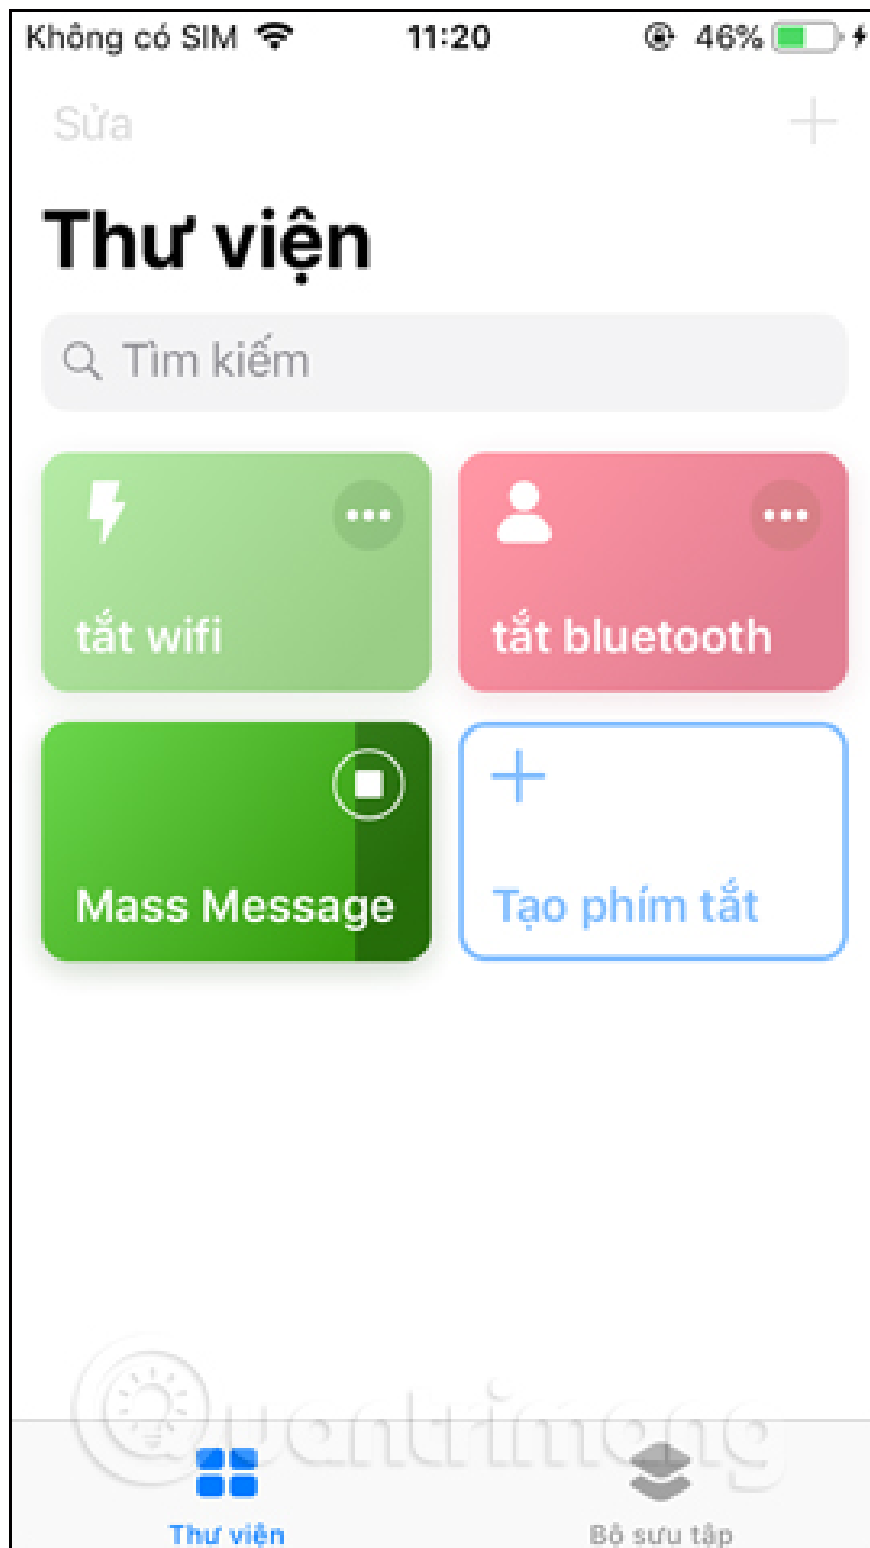 Không có SIM 11:20 46%
Sửa
Thư viện
Tìm kiếm
tắt wifi
tắt bluetooth
Mass Message
Tạo phím tắt
Quantrimang
Thư viện
Bộ sưu tập